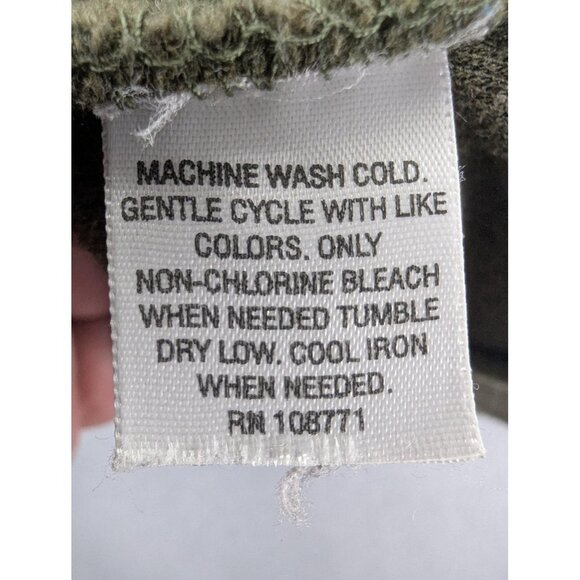 MACHINE WASH COLD.
GENTLE CYCLE WITH LIKE
COLORS. ONLY
NON-CHLORINE BLEACH
WHEN NEEDED TUMBLE
DRY LOW. COOL IRON
WHEN NEEDED.
RN 108771